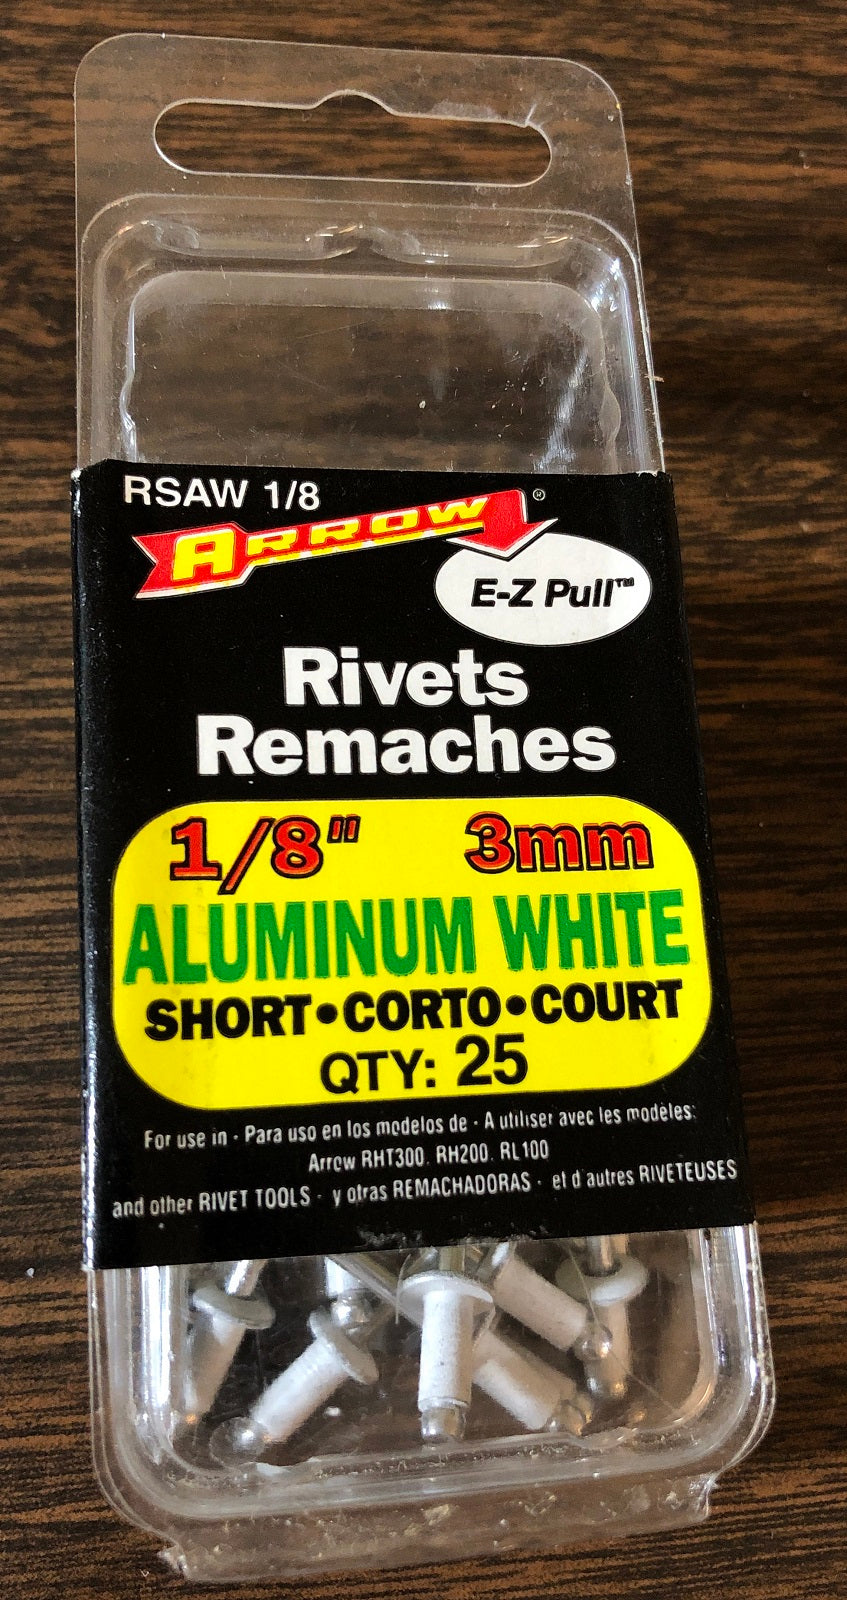 RSAW 1/8
ARROW®
E-Z Pull™
Rivets
Remaches
1/8" 3mm
ALUMINUM WHITE
SHORT•CORTO•COURT
QTY: 25
For use in · Para uso en los modelos de · A utiliser avec les modèles:
Arrow RHT300. RH200. RL100
and other RIVET TOOLS · y otras REMACHADORAS · et d'autres RIVETEUSES